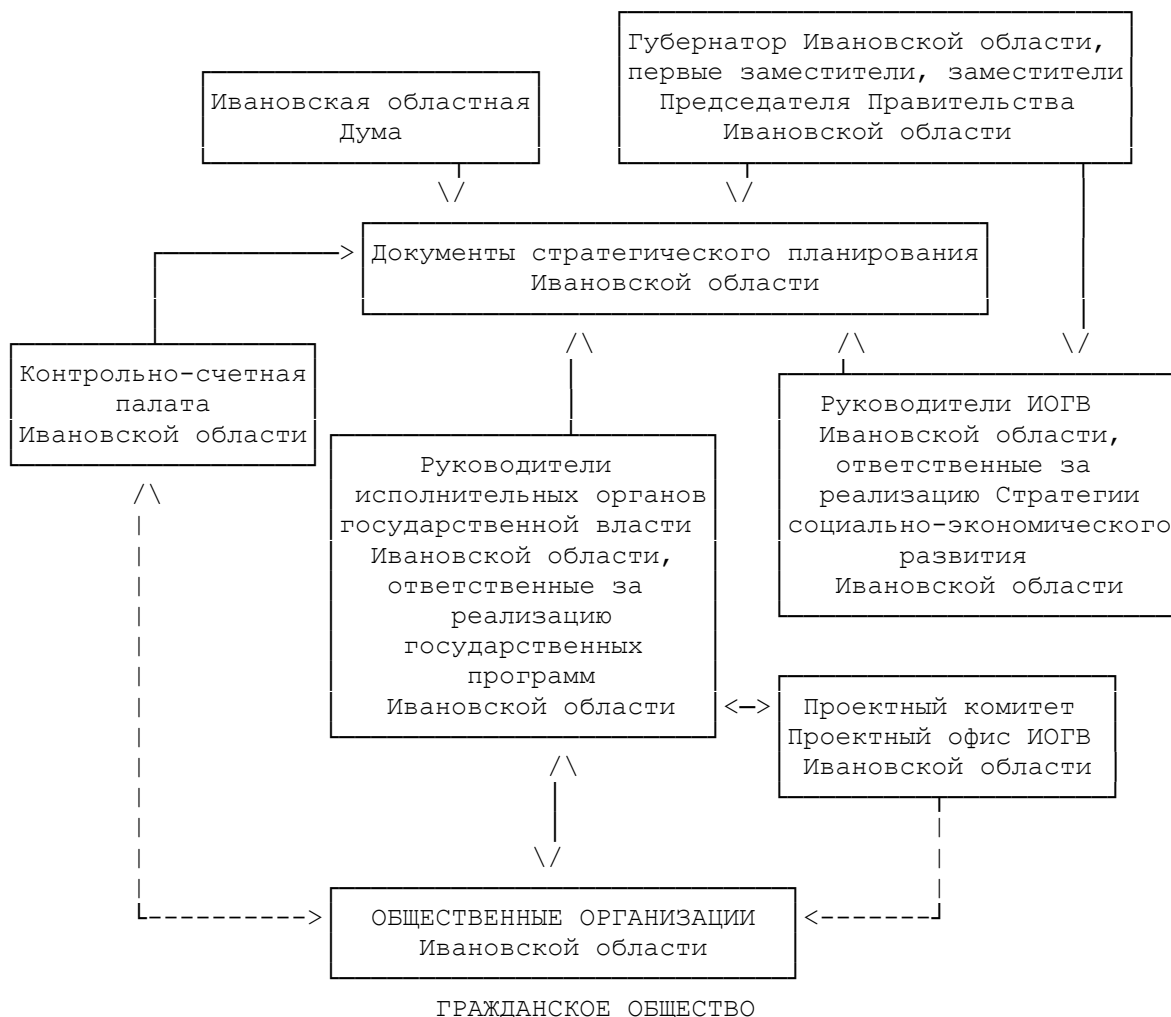 Губернатор Ивановской области,
первые заместители, заместители
Председателя Правительства
Ивановской области
Ивановская областная
Дума
Документы стратегического планирования
Ивановской области
Контрольно-счетная
палата
Ивановской области
Руководители ИОГВ
Ивановской области,
ответственные за
реализацию Стратегии
социально-экономического
развития
Ивановской области
Руководители
исполнительных органов
государственной власти
Ивановской области,
ответственные за
реализацию
государственных
программ
Ивановской области
Проектный комитет
Проектный офис ИОГВ
Ивановской области
ОБЩЕСТВЕННЫЕ ОРГАНИЗАЦИИ
Ивановской области
ГРАЖДАНСКОЕ ОБЩЕСТВО